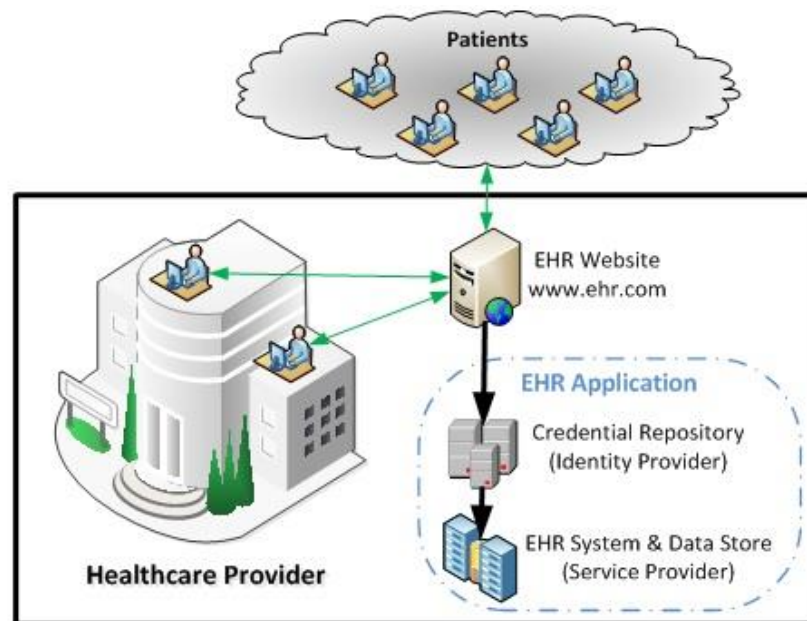 Patients
EHR Website
www.ehr.com
EHR Application
Credential Repository
(Identity Provider)
EHR System & Data Store
(Service Provider)
Healthcare Provider